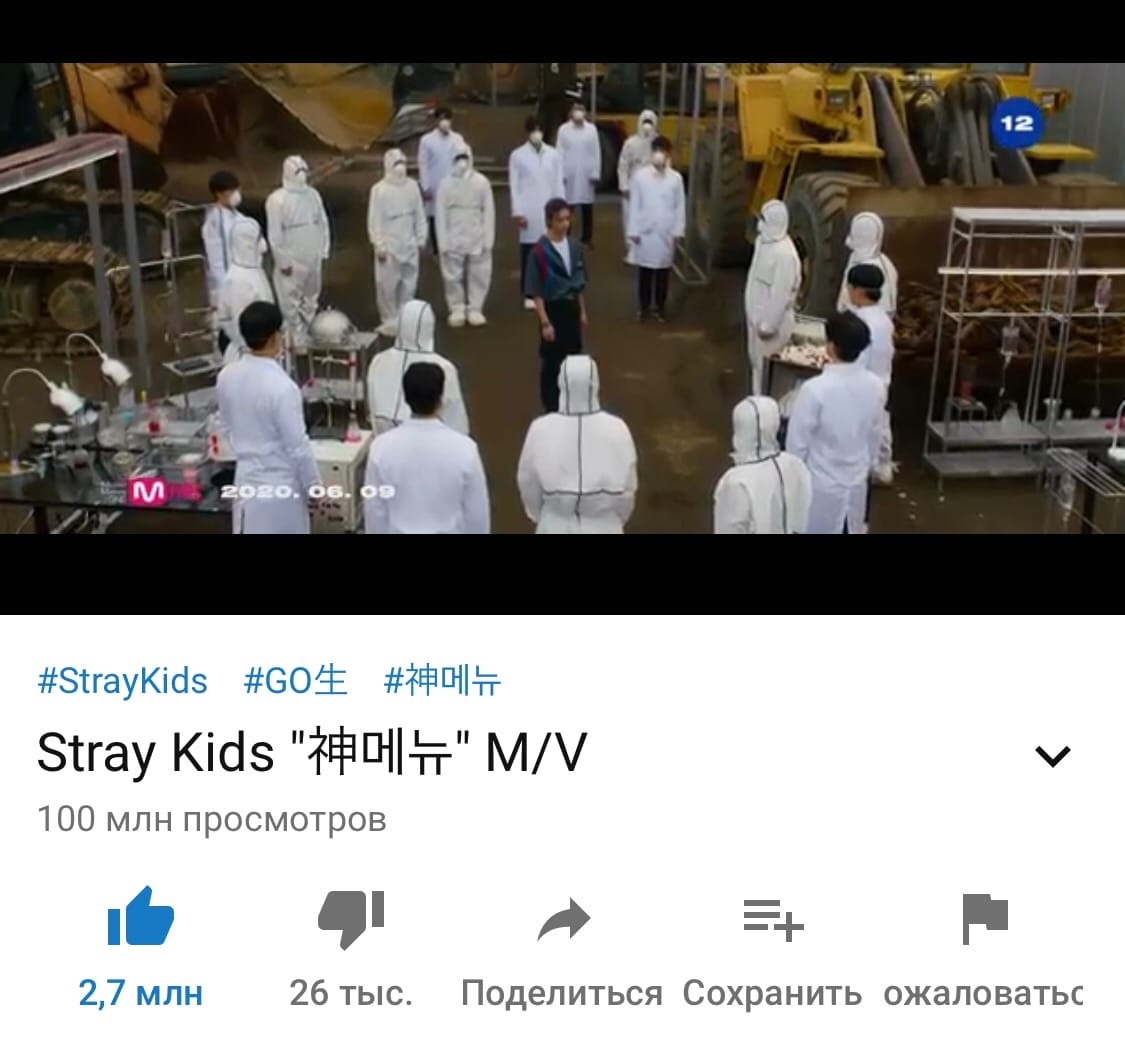 12
M 2020. 06. 09
#StrayKids #GO生 #神메뉴
Stray Kids "神메뉴" M/V
100 млн просмотров
2,7 млн 26 тыс. Поделиться Сохранить ожаловатьс